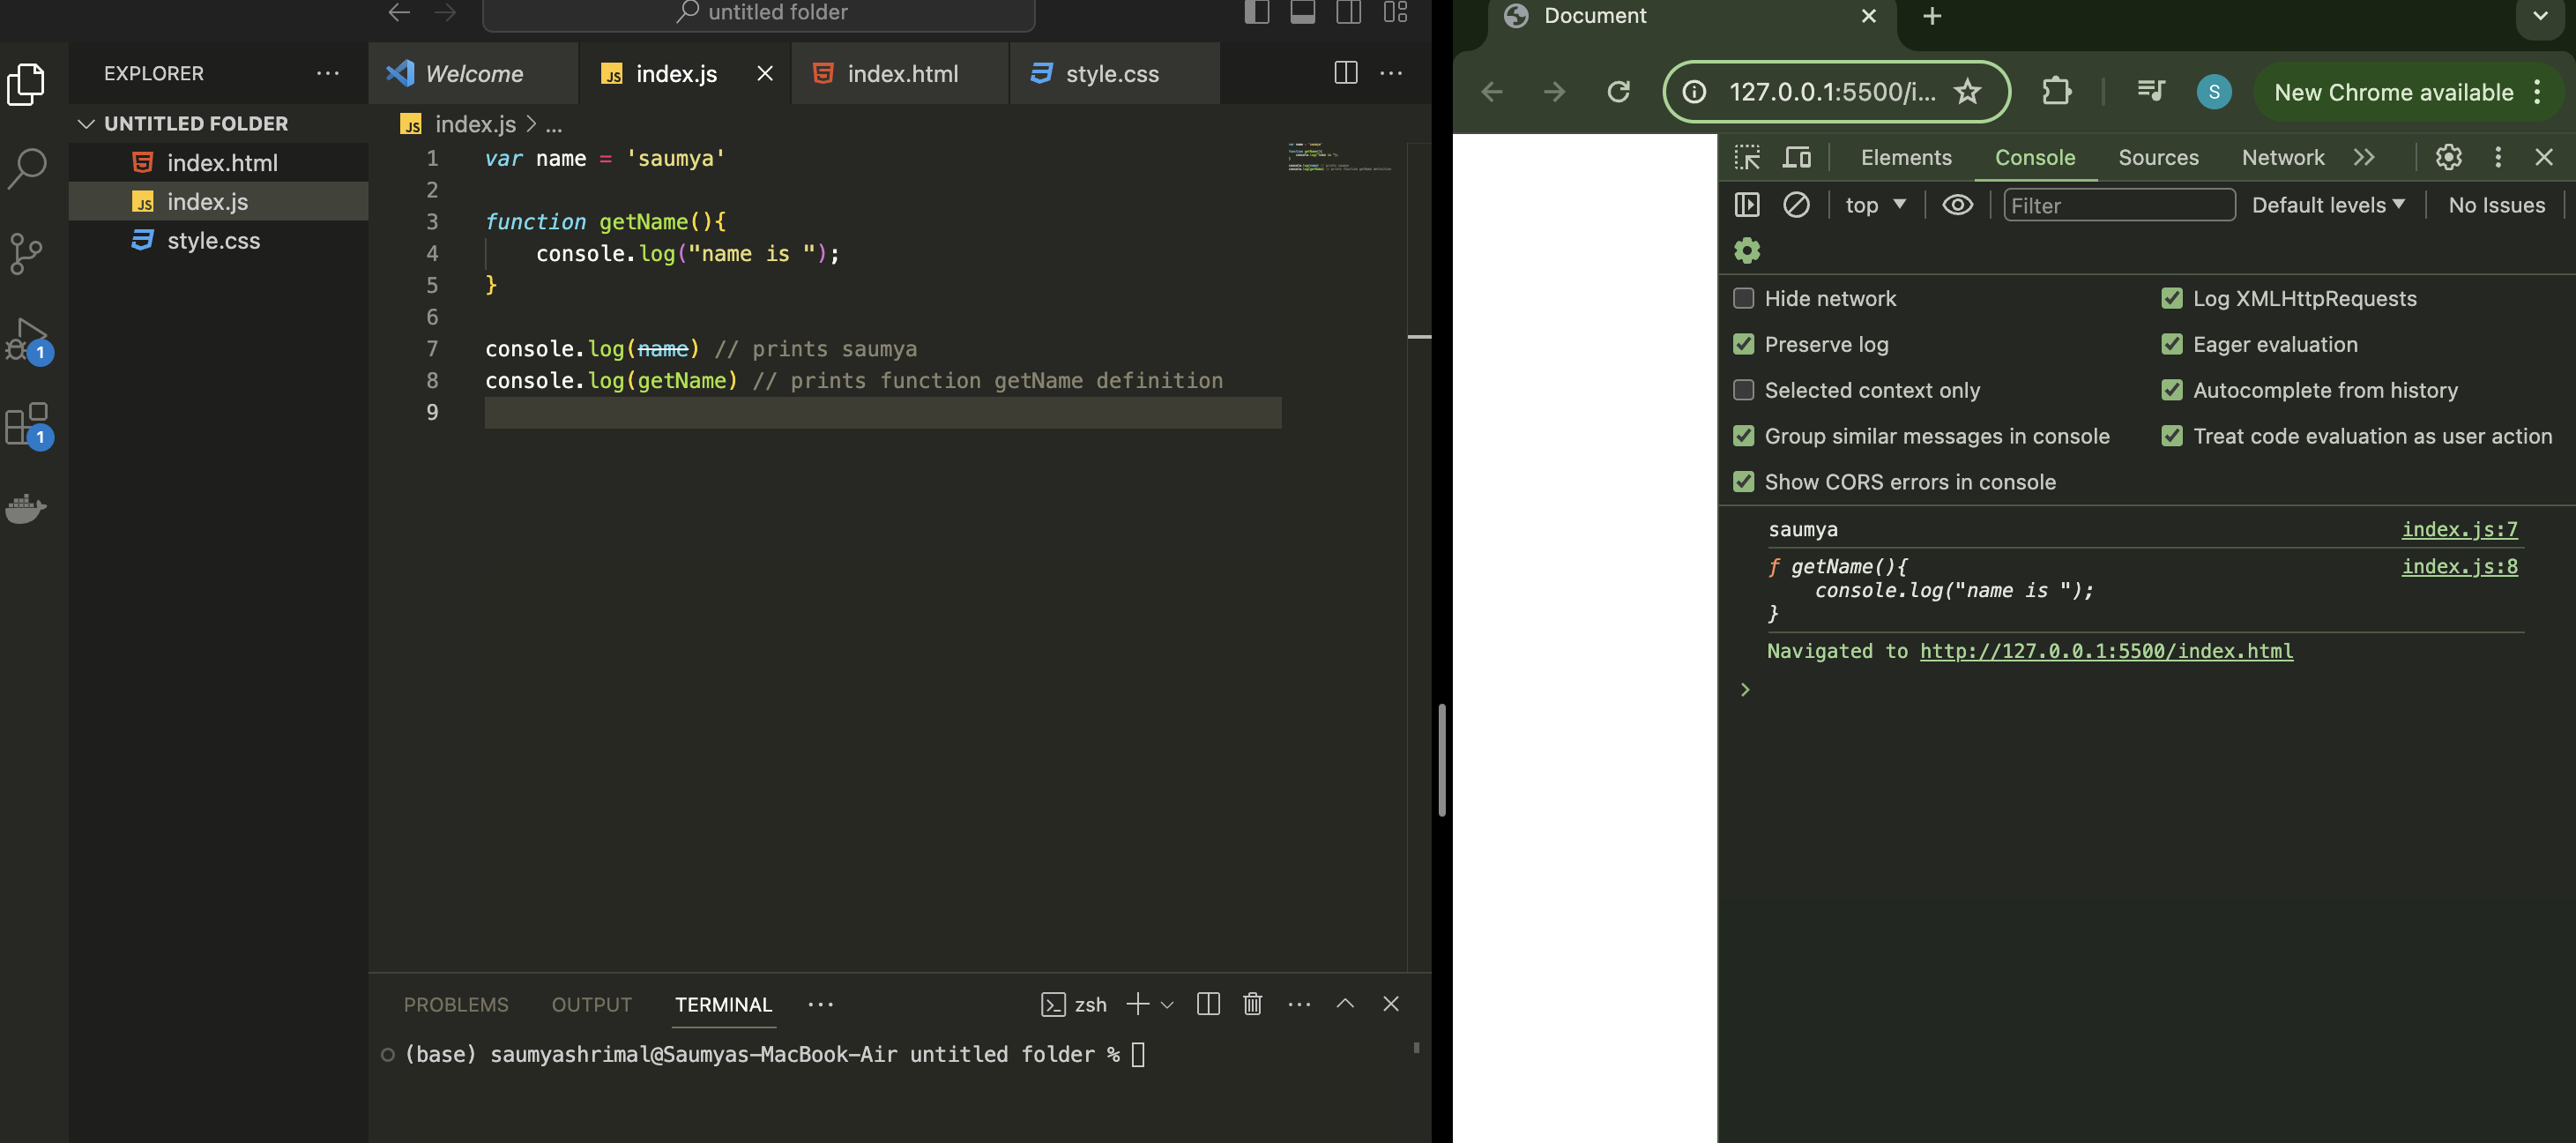 untitled folder
EXPLORER
UNTITLED FOLDER
index.html
JS index.js
style.css
1
1
Welcome
JS index.js
index.html
style.css
JS index.js > ...
1 var name = 'saumya'
2
3 function getName(){
4 console.log("name is ");
5 }
6
7 console.log(name) // prints saumya
8 console.log(getName) // prints function getName definition
9
PROBLEMS OUTPUT TERMINAL ...
zsh
(base) saumyashrimal@Saumyas-MacBook-Air untitled folder %
Document
127.0.0.1:5500/i...
S
New Chrome available
Elements Console Sources Network
top Filter Default levels No Issues
Hide network
Log XMLHttpRequests
Preserve log
Eager evaluation
Selected context only
Autocomplete from history
Group similar messages in console
Treat code evaluation as user action
Show CORS errors in console
saumya index.js:7
ƒ getName(){ index.js:8
console.log("name is ");
}
Navigated to http://127.0.0.1:5500/index.html